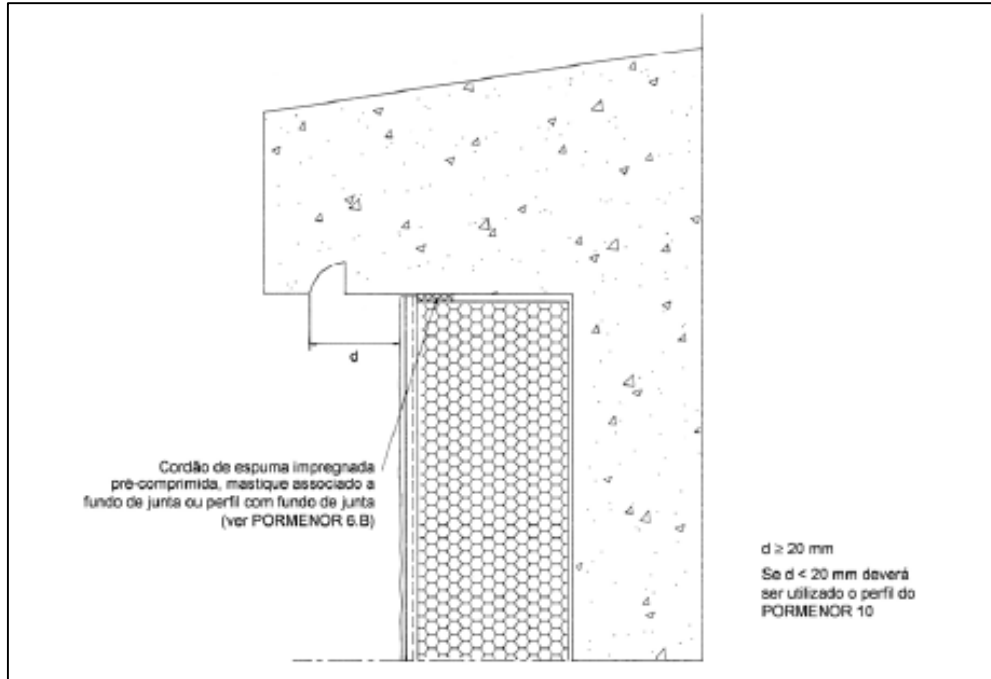 d
Cordão de espuma impregnada
pré-comprimida, mastique associado a
fundo de junta ou perfil com fundo de junta
(ver PORMENOR 6.B)
d ≥ 20 mm
Se d < 20 mm deverá
ser utilizado o perfil do
PORMENOR 10